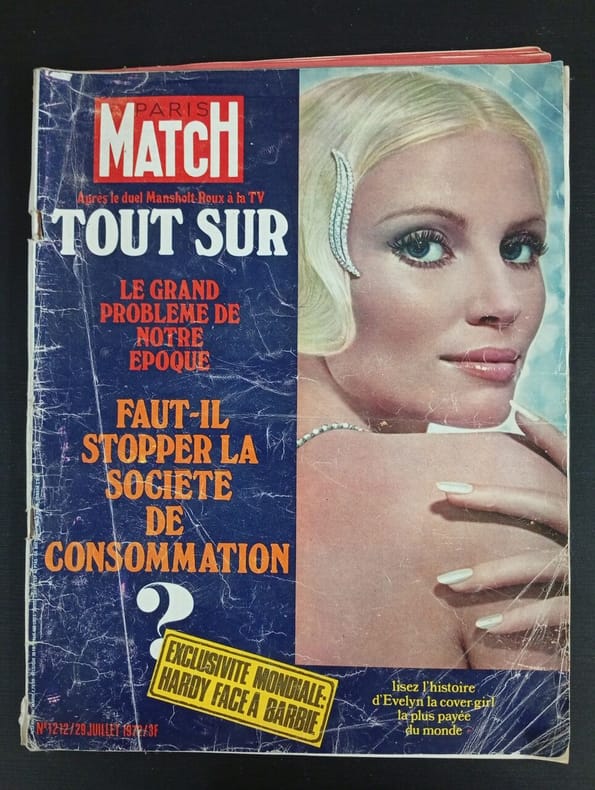 PARIS
MATCH
Après le duel Mansholt-Roux à la TV
TOUT SUR
LE GRAND
PROBLEME DE
NOTRE
EPOQUE
FAUT-IL
STOPPER LA
SOCIETE
DE
CONSOMMATION
?
EXCLUSIVITE MONDIALE:
HARDY FACE A BARBIE
lisez l'histoire
d'Evelyn la cover-girl
la plus payée
du monde
N°1212/29 JUILLET 1972/3F